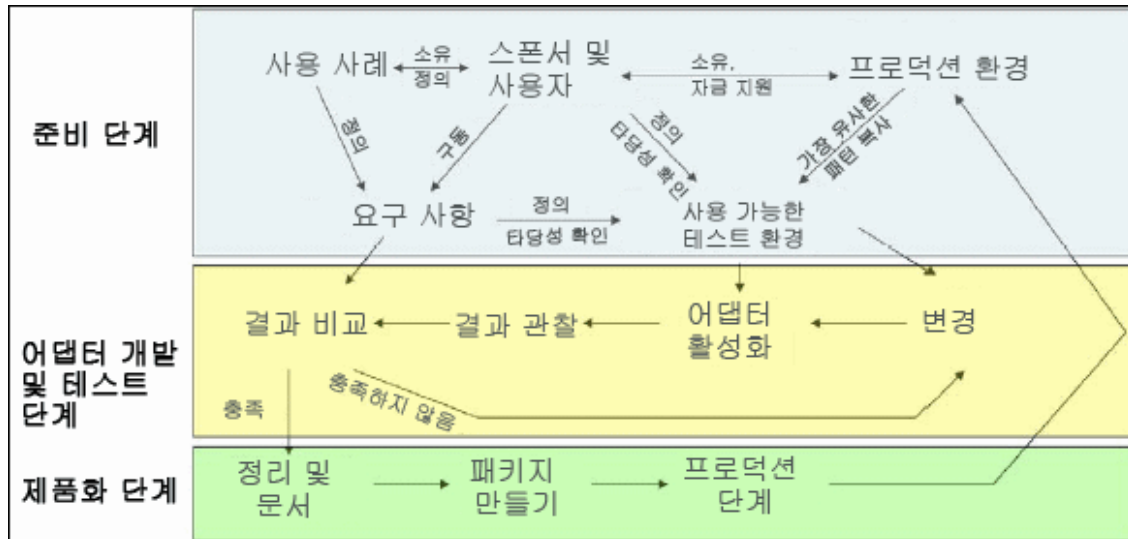 준비 단계
사용 사례
소유
정의
스폰서 및
사용자
소유,
자금 지원
프로덕션 환경
정의
구동
정의
타당성 확인
가장 유사한
패턴 복사
요구 사항
정의
타당성 확인
사용 가능한
테스트 환경
어댑터 개발
및 테스트
단계
결과 비교
결과 관찰
어댑터
활성화
변경
충족
충족하지 않음
제품화 단계
정리 및
문서
패키지
만들기
프로덕션
단계